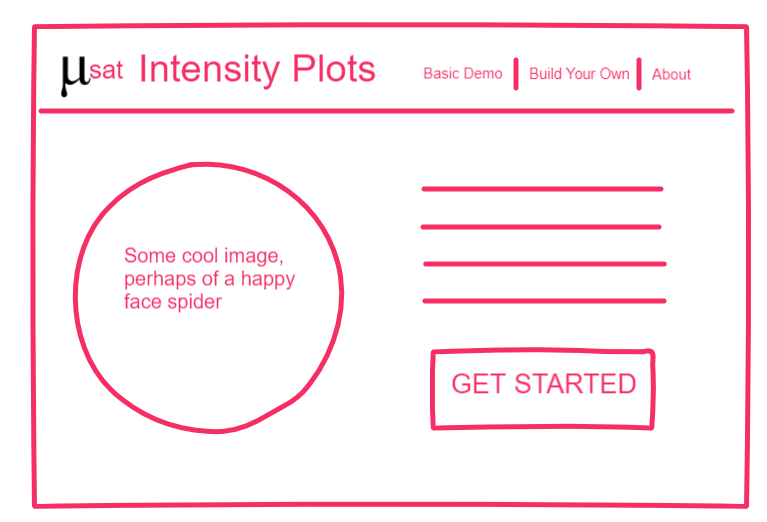 μsat Intensity Plots
Basic Demo Build Your Own About
Some cool image,
perhaps of a happy
face spider
GET STARTED